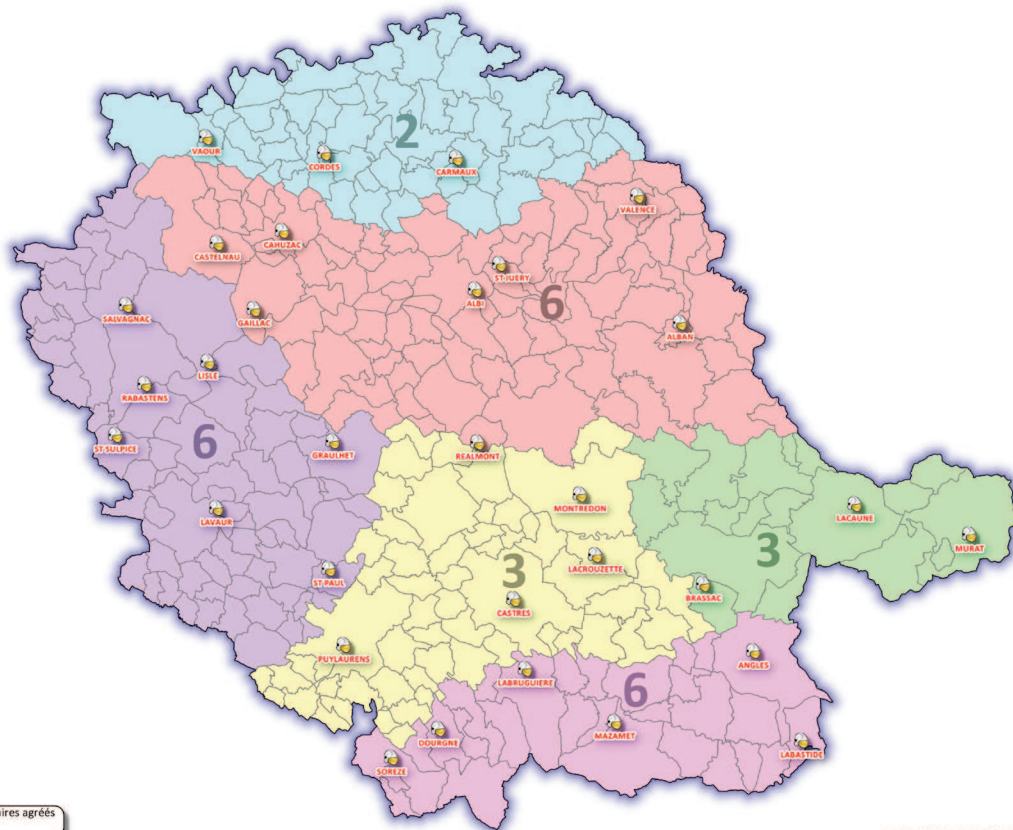 2
VAOUR
CORDES
CARMAUX
VALENCE
CASTELNAU
CAHUZAC
ST-JUERY
ALBI
6
GAILLAC
ALBAN
SALVAGNAC
LISLE
RABASTENS
6
ST SULPICE
GRAULHET
REALMONT
LAVAUR
MONTREDON
LACAUNE
MURAT
3
3
LACROUZETTE
ST PAUL
CASTRES
BRASSAC
PUYLAURENS
ANGLES
LABRUGUIERE
6
MAZAMET
DOURGNE
LABASTIDE
SOREZE
aires agréés